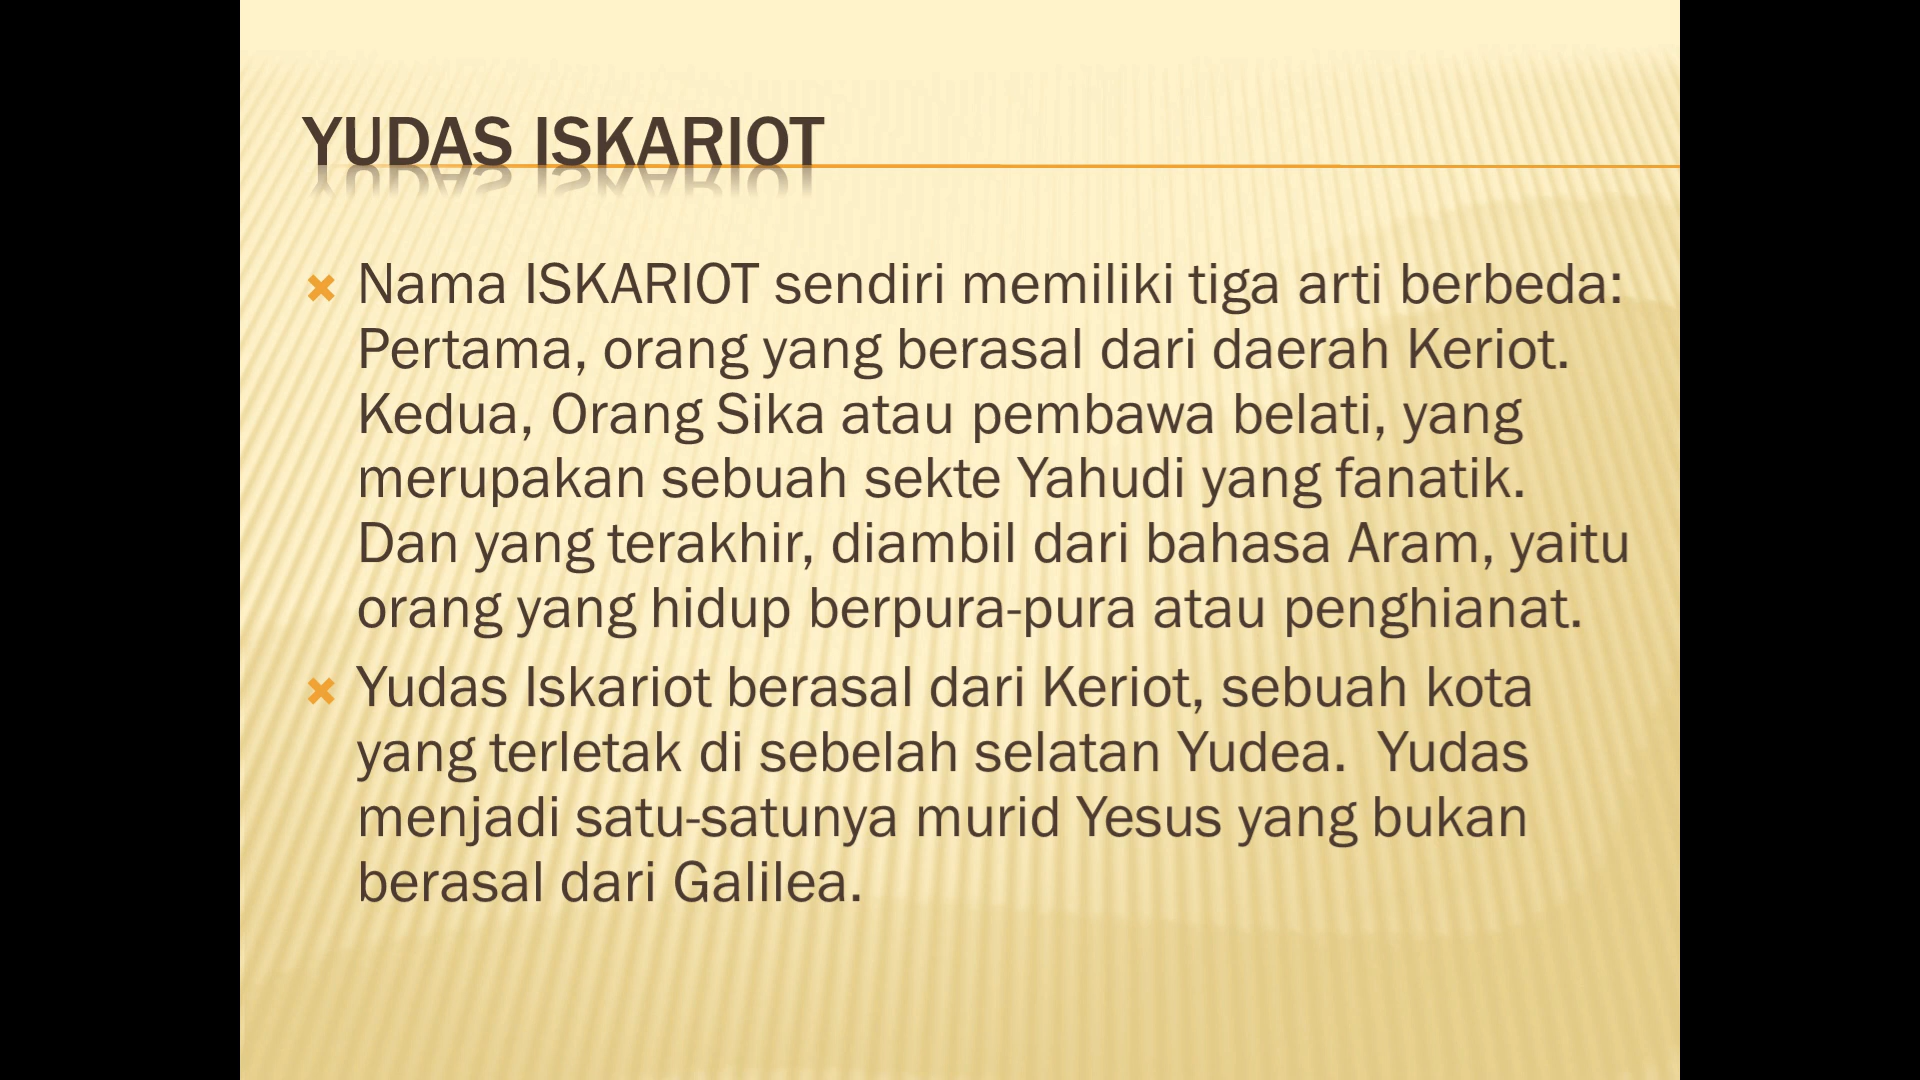 YUDAS ISKARIOT
Nama ISKARIOT sendiri memiliki tiga arti berbeda:
Pertama, orang yang berasal dari daerah Keriot.
Kedua, Orang Sika atau pembawa belati, yang
merupakan sebuah sekte Yahudi yang fanatik.
Dan yang terakhir, diambil dari bahasa Aram, yaitu
orang yang hidup berpura-pura atau penghianat.
Yudas Iskariot berasal dari Keriot, sebuah kota
yang terletak di sebelah selatan Yudea. Yudas
menjadi satu-satunya murid Yesus yang bukan
berasal dari Galilea.